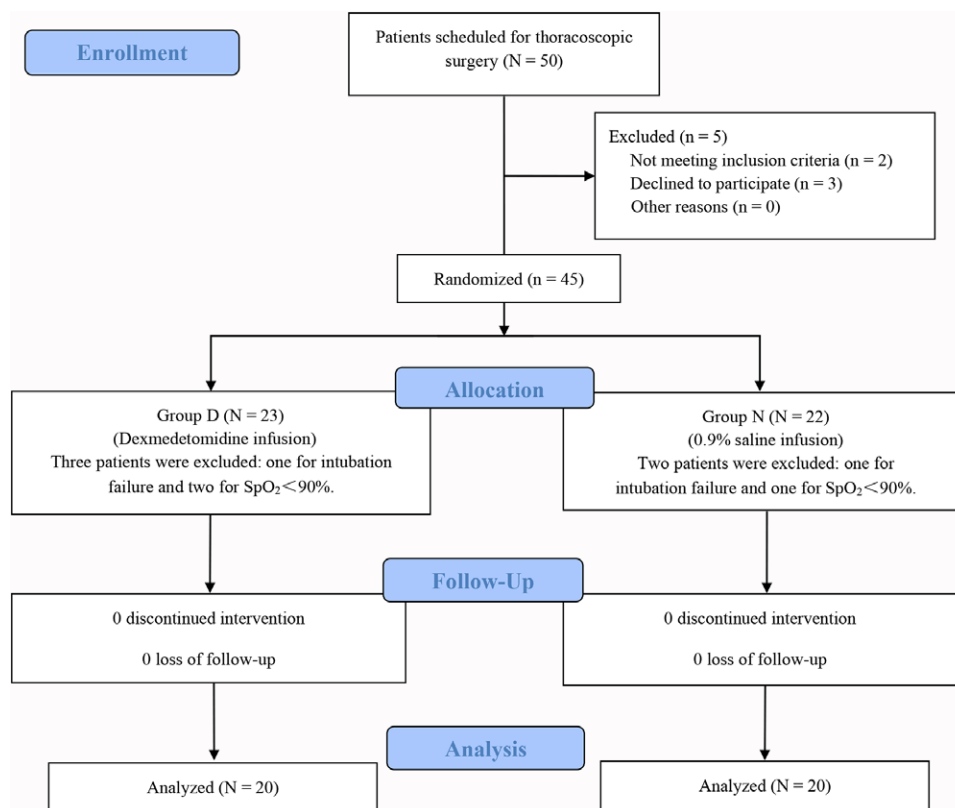 Enrollment
Patients scheduled for thoracoscopic
surgery (N = 50)
Excluded (n = 5)
Not meeting inclusion criteria (n = 2)
Declined to participate (n = 3)
Other reasons (n = 0)
Randomized (n = 45)
Allocation
Group D (N = 23)
(Dexmedetomidine infusion)
Three patients were excluded: one for intubation
failure and two for SpO₂<90%.
Group N (N = 22)
(0.9% saline infusion)
Two patients were excluded: one for
intubation failure and one for SpO₂<90%.
Follow-Up
0 discontinued intervention
0 loss of follow-up
0 discontinued intervention
0 loss of follow-up
Analysis
Analyzed (N = 20)
Analyzed (N = 20)